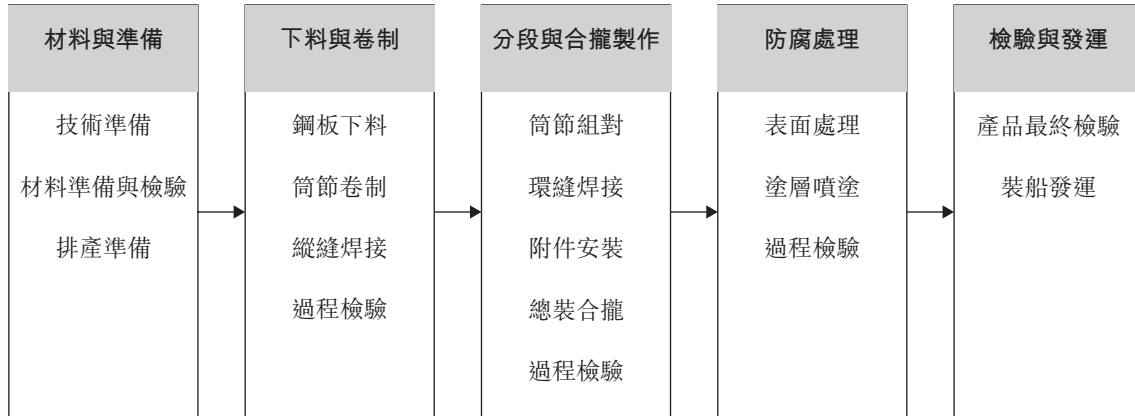 材料與準備
技術準備
材料準備與檢驗
排產準備
下料與卷制
鋼板下料
筒節卷制
縱縫焊接
過程檢驗
分段與合攏製作
筒節組對
環縫焊接
附件安裝
總裝合攏
過程檢驗
防腐處理
表面處理
塗層噴塗
過程檢驗
檢驗與發運
產品最終檢驗
裝船發運